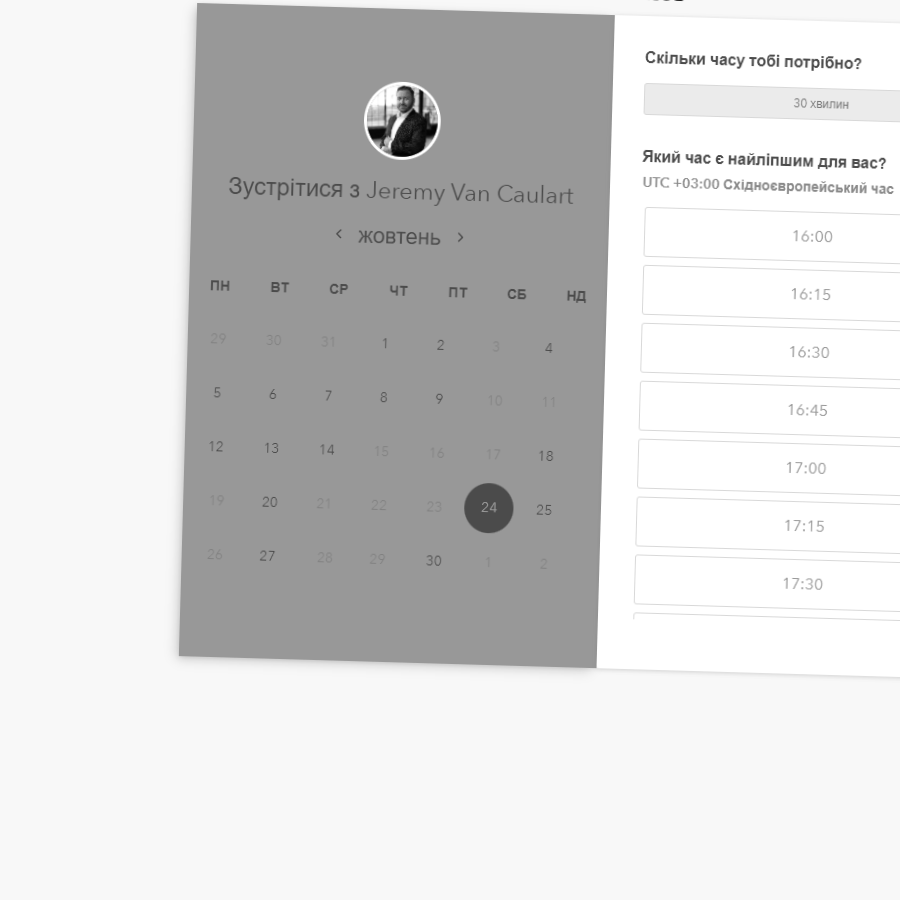 Зустрітися з Jeremy Van Caulart
жовтень
ПН ВТ СР ЧТ ПТ СБ НД
29 30 31 1 2 3 4
5 6 7 8 9 10 11
12 13 14 15 16 17 18
19 20 21 22 23 24 25
26 27 28 29 30 1 2
Скільки часу тобі потрібно?
30 хвилин
Який час є найліпшим для вас?
UTC +03:00 Східноєвропейський час
16:00
16:15
16:30
16:45
17:00
17:15
17:30